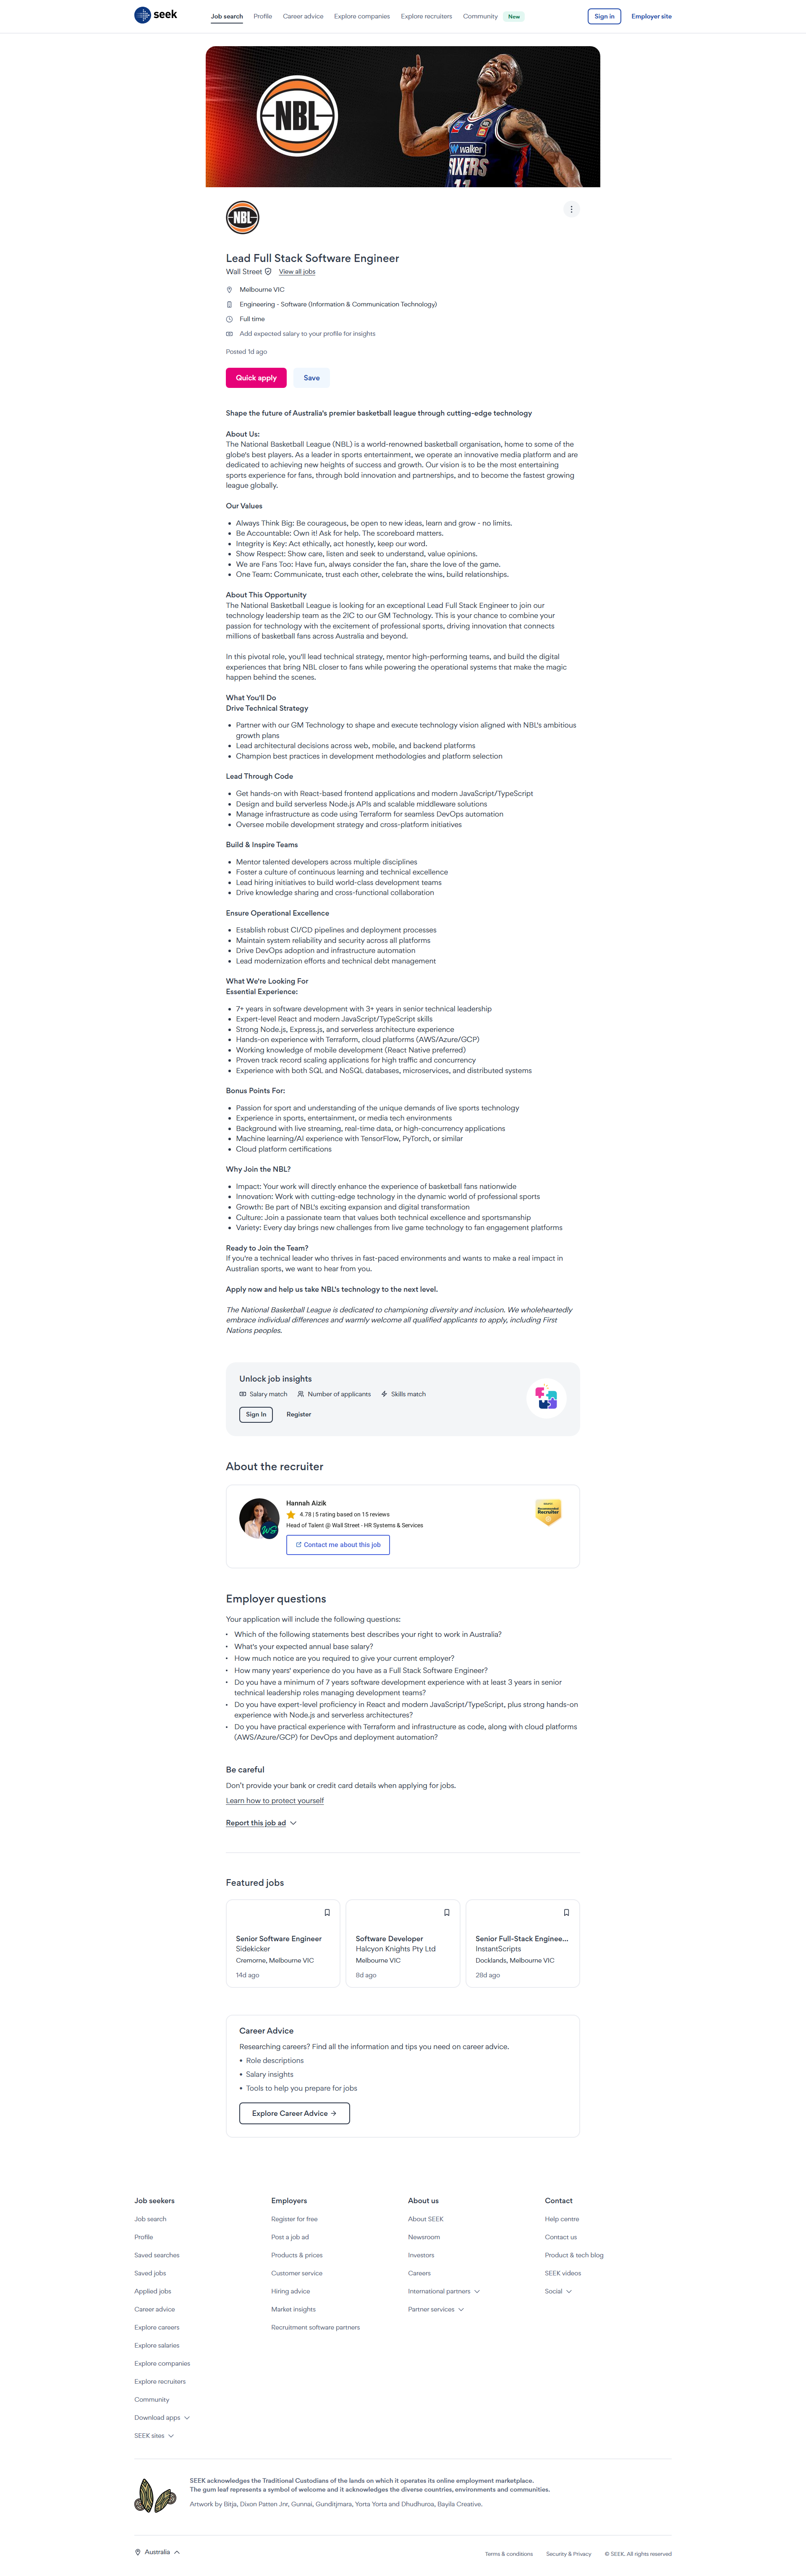 seek
Job search
Profile
Career advice
Explore companies
Explore recruiters
Community
New
Sign in
Employer site
NBL
walker
SIXERS
11
NBL
Lead Full Stack Software Engineer
Wall Street
View all jobs
Melbourne VIC
Engineering - Software (Information & Communication Technology)
Full time
Add expected salary to your profile for insights
Posted 1d ago
Quick apply
Save
Shape the future of Australia's premier basketball league through cutting-edge technology
About Us:
The National Basketball League (NBL) is a world-renowned basketball organisation, home to some of the
globe's best players. As a leader in sports entertainment, we operate an innovative media platform and are
dedicated to achieving new heights of success and growth. Our vision is to be the most entertaining
sports experience for fans, through bold innovation and partnerships, and to become the fastest growing
league globally.
Our Values
• Always Think Big: Be courageous, be open to new ideas, learn and grow - no limits.
• Be Accountable: Own it! Ask for help. The scoreboard matters.
• Integrity is Key: Act ethically, act honestly, keep our word.
• Show Respect: Show care, listen and seek to understand, value opinions.
• We are Fans Too: Have fun, always consider the fan, share the love of the game.
• One Team: Communicate, trust each other, celebrate the wins, build relationships.
About This Opportunity
The National Basketball League is looking for an exceptional Lead Full Stack Engineer to join our
technology leadership team as the 2IC to our GM Technology. This is your chance to combine your
passion for technology with the excitement of professional sports, driving innovation that connects
millions of basketball fans across Australia and beyond.
In this pivotal role, you'll lead technical strategy, mentor high-performing teams, and build the digital
experiences that bring NBL closer to fans while powering the operational systems that make the magic
happen behind the scenes.
What You'll Do
Drive Technical Strategy
• Partner with our GM Technology to shape and execute technology vision aligned with NBL's ambitious
growth plans
• Lead architectural decisions across web, mobile, and backend platforms
• Champion best practices in development methodologies and platform selection
Lead Through Code
• Get hands-on with React-based frontend applications and modern JavaScript/TypeScript
• Design and build serverless Node.js APIs and scalable middleware solutions
• Manage infrastructure as code using Terraform for seamless DevOps automation
• Oversee mobile development strategy and cross-platform initiatives
Build & Inspire Teams
• Mentor talented developers across multiple disciplines
• Foster a culture of continuous learning and technical excellence
• Lead hiring initiatives to build world-class development teams
• Drive knowledge sharing and cross-functional collaboration
Ensure Operational Excellence
• Establish robust CI/CD pipelines and deployment processes
• Maintain system reliability and security across all platforms
• Drive DevOps adoption and infrastructure automation
• Lead modernization efforts and technical debt management
What We're Looking For
Essential Experience:
• 7+ years in software development with 3+ years in senior technical leadership
• Expert-level React and modern JavaScript/TypeScript skills
• Strong Node.js, Express.js, and serverless architecture experience
• Hands-on experience with Terraform, cloud platforms (AWS/Azure/GCP)
• Working knowledge of mobile development (React Native preferred)
• Proven track record scaling applications for high traffic and concurrency
• Experience with both SQL and NoSQL databases, microservices, and distributed systems
Bonus Points For:
• Passion for sport and understanding of the unique demands of live sports technology
• Experience in sports, entertainment, or media tech environments
• Background with live streaming, real-time data, or high-concurrency applications
• Machine learning/AI experience with TensorFlow, PyTorch, or similar
• Cloud platform certifications
Why Join the NBL?
• Impact: Your work will directly enhance the experience of basketball fans nationwide
• Innovation: Work with cutting-edge technology in the dynamic world of professional sports
• Growth: Be part of NBL's exciting expansion and digital transformation
• Culture: Join a passionate team that values both technical excellence and sportsmanship
• Variety: Every day brings new challenges from live game technology to fan engagement platforms
Ready to Join the Team?
If you're a technical leader who thrives in fast-paced environments and wants to make a real impact in
Australian sports, we want to hear from you.
Apply now and help us take NBL's technology to the next level.
The National Basketball League is dedicated to championing diversity and inclusion. We wholeheartedly
embrace individual differences and warmly welcome all qualified applicants to apply, including First
Nations peoples.
Unlock job insights
Salary match
Number of applicants
Skills match
Sign In
Register
About the recruiter
Hannah Aizik
4.78 | 5 rating based on 15 reviews
Head of Talent @ Wall Street - HR Systems & Services
Contact me about this job
WS
Recommended
Recruiter
Employer questions
Your application will include the following questions:
• Which of the following statements best describes your right to work in Australia?
• What's your expected annual base salary?
• How much notice are you required to give your current employer?
• How many years' experience do you have as a Full Stack Software Engineer?
• Do you have a minimum of 7 years software development experience with at least 3 years in senior
technical leadership roles managing development teams?
• Do you have expert-level proficiency in React and modern JavaScript/TypeScript, plus strong hands-on
experience with Node.js and serverless architectures?
• Do you have practical experience with Terraform and infrastructure as code, along with cloud platforms
(AWS/Azure/GCP) for DevOps and deployment automation?
Be careful
Don't provide your bank or credit card details when applying for jobs.
Learn how to protect yourself
Report this job ad
Featured jobs
Senior Software Engineer
Sidekicker
Cremorne, Melbourne VIC
14d ago
Software Developer
Halcyon Knights Pty Ltd
Melbourne VIC
8d ago
Senior Full-Stack Enginee...
InstantScripts
Docklands, Melbourne VIC
28d ago
Career Advice
Researching careers? Find all the information and tips you need on career advice.
• Role descriptions
• Salary insights
• Tools to help you prepare for jobs
Explore Career Advice
Job seekers
Job search
Profile
Saved searches
Saved jobs
Applied jobs
Career advice
Explore careers
Explore salaries
Explore companies
Explore recruiters
Community
Download apps
SEEK sites
Employers
Register for free
Post a job ad
Products & prices
Customer service
Hiring advice
Market insights
Recruitment software partners
About us
About SEEK
Newsroom
Investors
Careers
International partners
Partner services
Contact
Help centre
Contact us
Product & tech blog
SEEK videos
Social
SEEK acknowledges the Traditional Custodians of the lands on which it operates its online employment marketplace.
The gum leaf represents a symbol of welcome and it acknowledges the diverse countries, environments and communities.
Artwork by Bitja, Dixon Patten Jnr, Gunnai, Gunditjmara, Yorta Yorta and Dhudhuroa, Bayila Creative.
Australia
Terms & conditions
Security & Privacy
© SEEK. All rights reserved